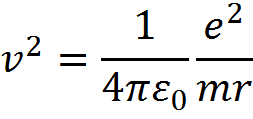 v² = 1/(4πε₀) e²/(mr)